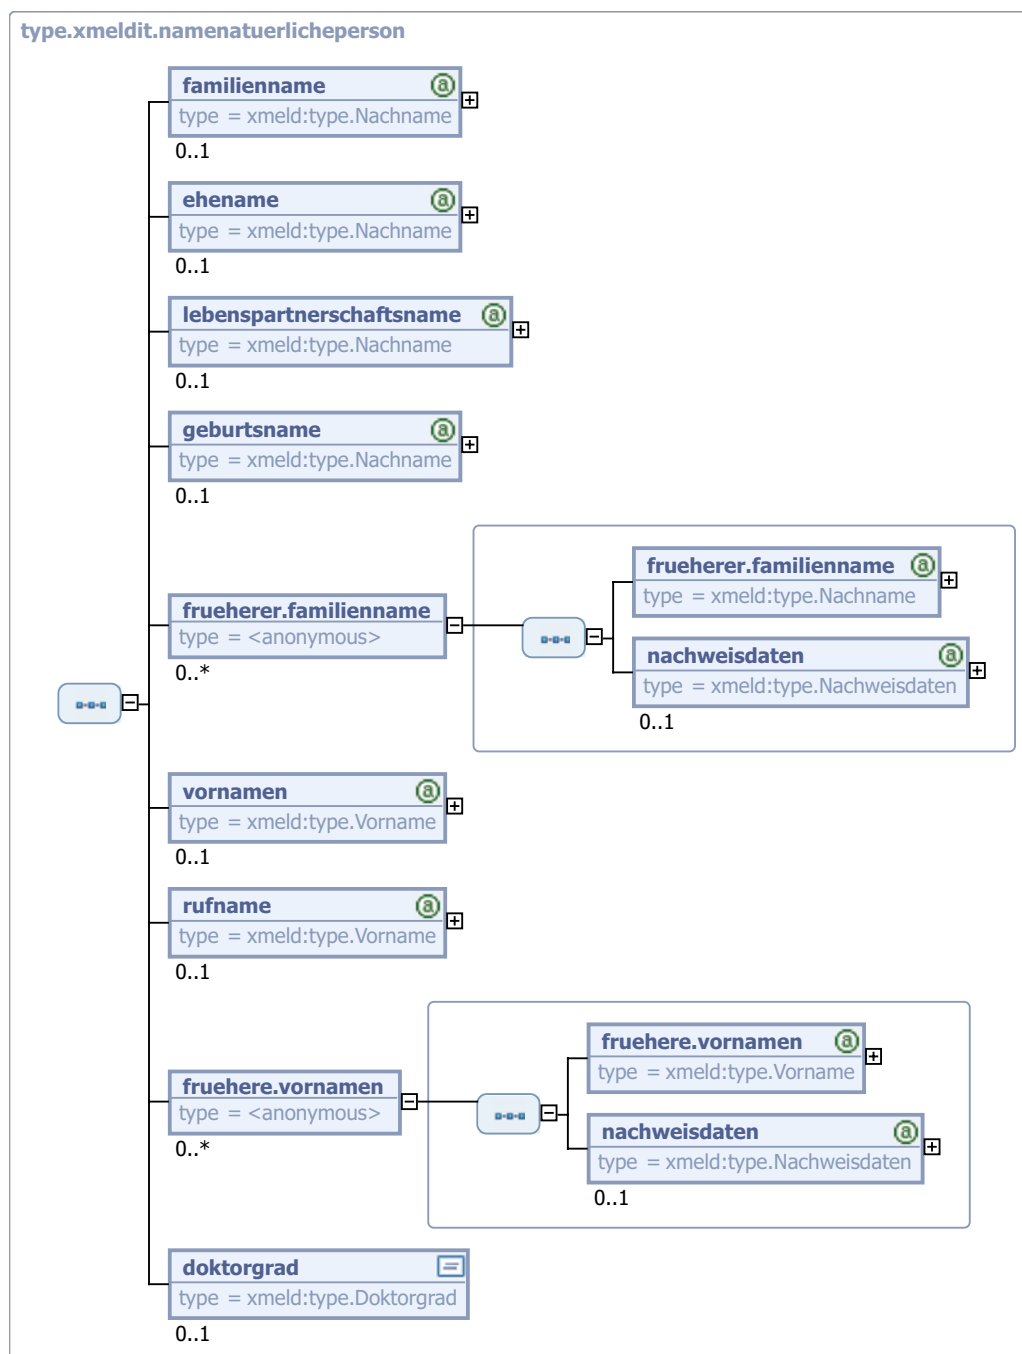 type.xmeldit.namenatuerlicheperson
familienname
type = xmeld:type.Nachname
0..1
ehename
type = xmeld:type.Nachname
0..1
lebenspartnerschaftsname
type = xmeld:type.Nachname
0..1
geburtsname
type = xmeld:type.Nachname
0..1
frueherer.familienname
type = <anonymous>
0..*
frueherer.familienname
type = xmeld:type.Nachname
nachweisdaten
type = xmeld:type.Nachweisdaten
0..1
vornamen
type = xmeld:type.Vorname
0..1
rufname
type = xmeld:type.Vorname
0..1
fruehere.vornamen
type = <anonymous>
0..*
fruehere.vornamen
type = xmeld:type.Vorname
nachweisdaten
type = xmeld:type.Nachweisdaten
0..1
doktorgrad
type = xmeld:type.Doktorgrad
0..1